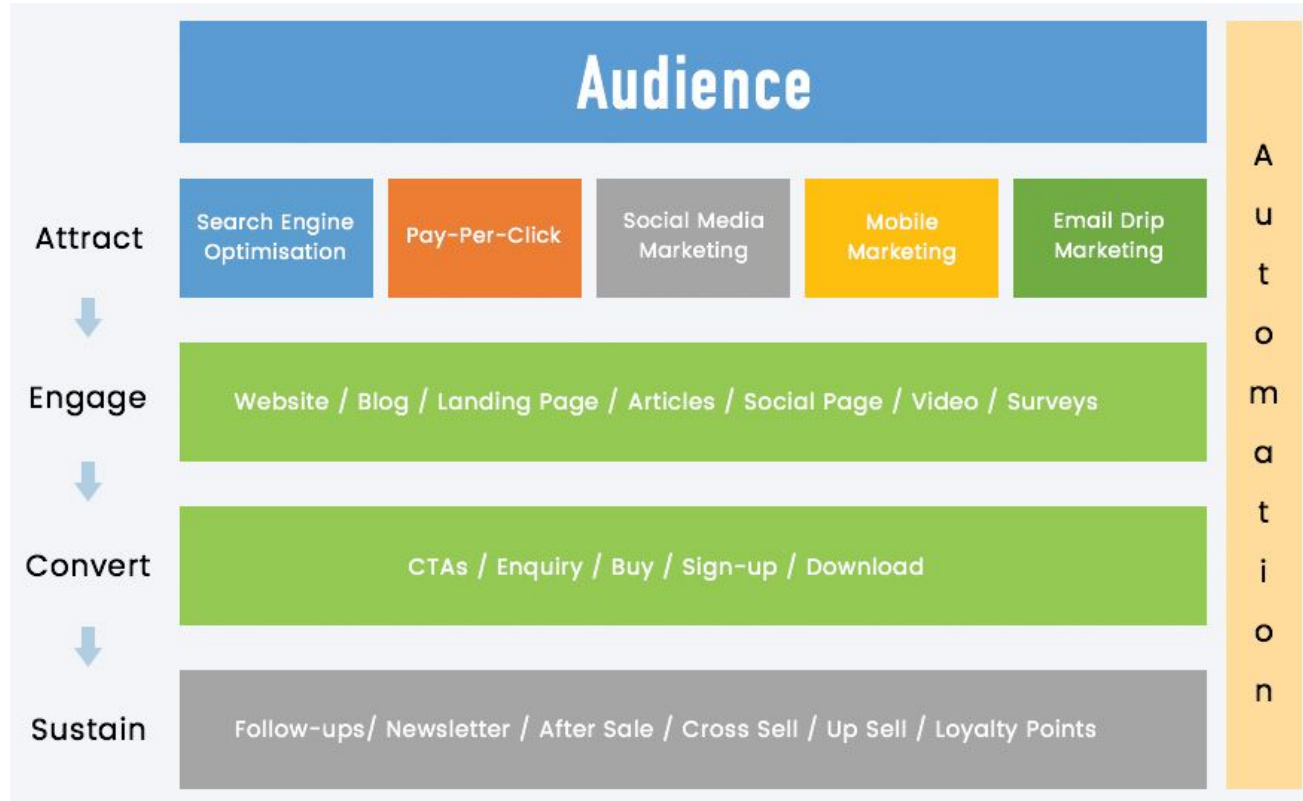 Audience
Attract
Search Engine
Optimisation
Pay-Per-Click
Social Media
Marketing
Mobile
Marketing
Email Drip
Marketing
Engage
Website / Blog / Landing Page / Articles / Social Page / Video / Surveys
Convert
CTAs / Enquiry / Buy / Sign-up / Download
Sustain
Follow-ups/ Newsletter / After Sale / Cross Sell / Up Sell / Loyalty Points
Automation